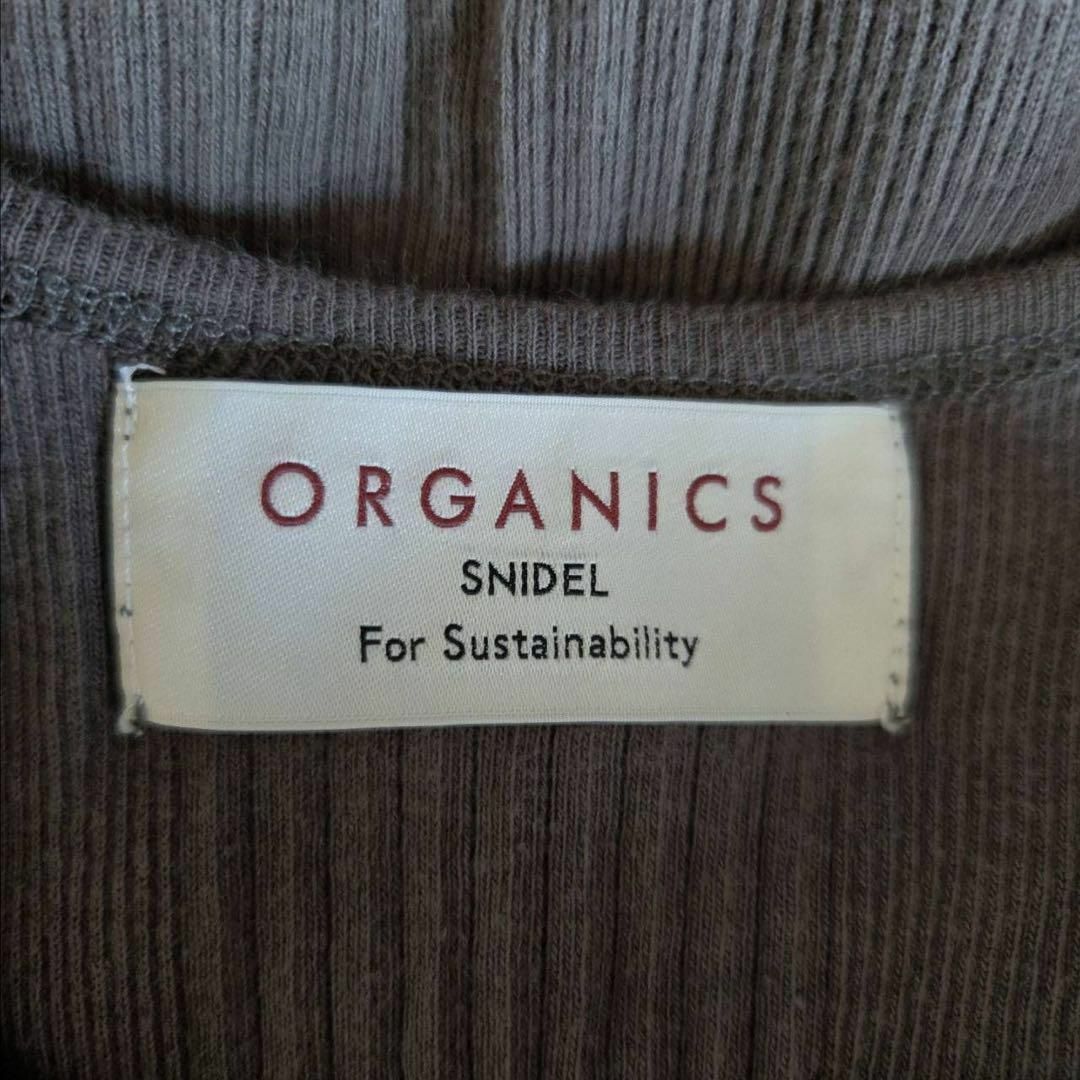 ORGANICS
SNIDEL
For Sustainability